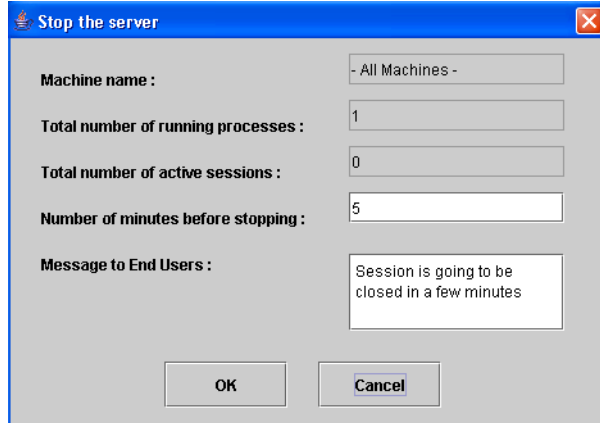 Stop the server
Machine name : - All Machines -
Total number of running processes : 1
Total number of active sessions : 0
Number of minutes before stopping : 5
Message to End Users : Session is going to be
closed in a few minutes
OK Cancel